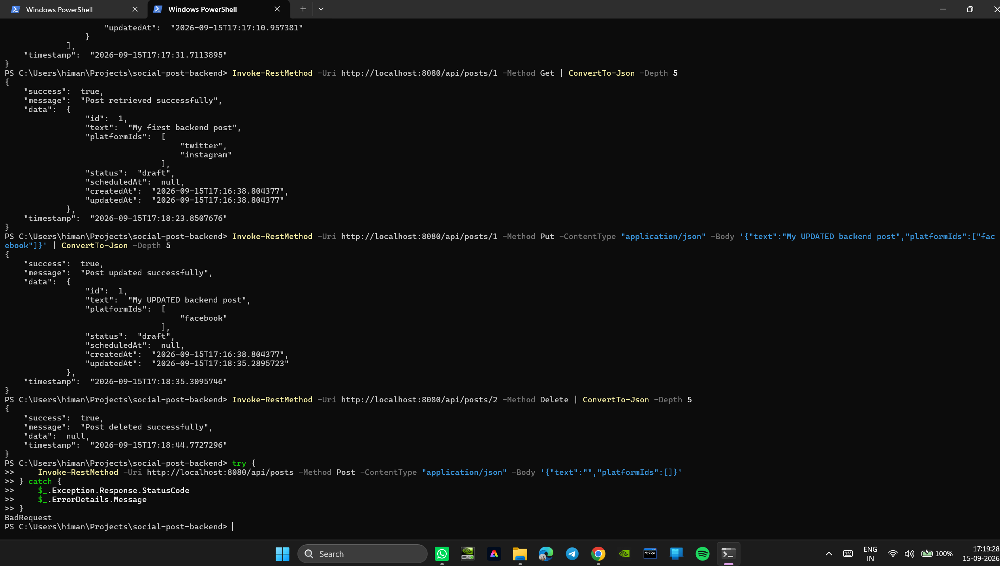 Windows PowerShell
Windows PowerShell
                     "updatedAt":  "2026-09-15T17:17:10.957381"
                 }
             ],
    "timestamp":  "2026-09-15T17:17:31.7113895"
}
PS C:\Users\himan\Projects\social-post-backend> Invoke-RestMethod -Uri http://localhost:8080/api/posts/1 -Method Get | ConvertTo-Json -Depth 5
{
    "success":  true,
    "message":  "Post retrieved successfully",
    "data":  {
                 "id":  1,
                 "text":  "My first backend post",
                 "platformIds":  [
                                     "twitter",
                                     "instagram"
                                 ],
                 "status":  "draft",
                 "scheduledAt":  null,
                 "createdAt":  "2026-09-15T17:16:38.804377",
                 "updatedAt":  "2026-09-15T17:16:38.804377"
             },
    "timestamp":  "2026-09-15T17:18:23.8507676"
}
PS C:\Users\himan\Projects\social-post-backend> Invoke-RestMethod -Uri http://localhost:8080/api/posts/1 -Method Put -ContentType "application/json" -Body '{"text":"My UPDATED backend post","platformIds":["fac
ebook"]}' | ConvertTo-Json -Depth 5
{
    "success":  true,
    "message":  "Post updated successfully",
    "data":  {
                 "id":  1,
                 "text":  "My UPDATED backend post",
                 "platformIds":  [
                                     "facebook"
                                 ],
                 "status":  "draft",
                 "scheduledAt":  null,
                 "createdAt":  "2026-09-15T17:16:38.804377",
                 "updatedAt":  "2026-09-15T17:18:35.2895723"
             },
    "timestamp":  "2026-09-15T17:18:35.3095746"
}
PS C:\Users\himan\Projects\social-post-backend> Invoke-RestMethod -Uri http://localhost:8080/api/posts/2 -Method Delete | ConvertTo-Json -Depth 5
{
    "success":  true,
    "message":  "Post deleted successfully",
    "data":  null,
    "timestamp":  "2026-09-15T17:18:44.7727296"
}
PS C:\Users\himan\Projects\social-post-backend> try {
>>     Invoke-RestMethod -Uri http://localhost:8080/api/posts -Method Post -ContentType "application/json" -Body '{"text":"","platformIds":[]}'
>> } catch {
>>     $_.Exception.Response.StatusCode
>>     $_.ErrorDetails.Message
>> }
BadRequest
PS C:\Users\himan\Projects\social-post-backend>
Search
MySQL
ENG
IN
100%
17:19:28
15-09-2026